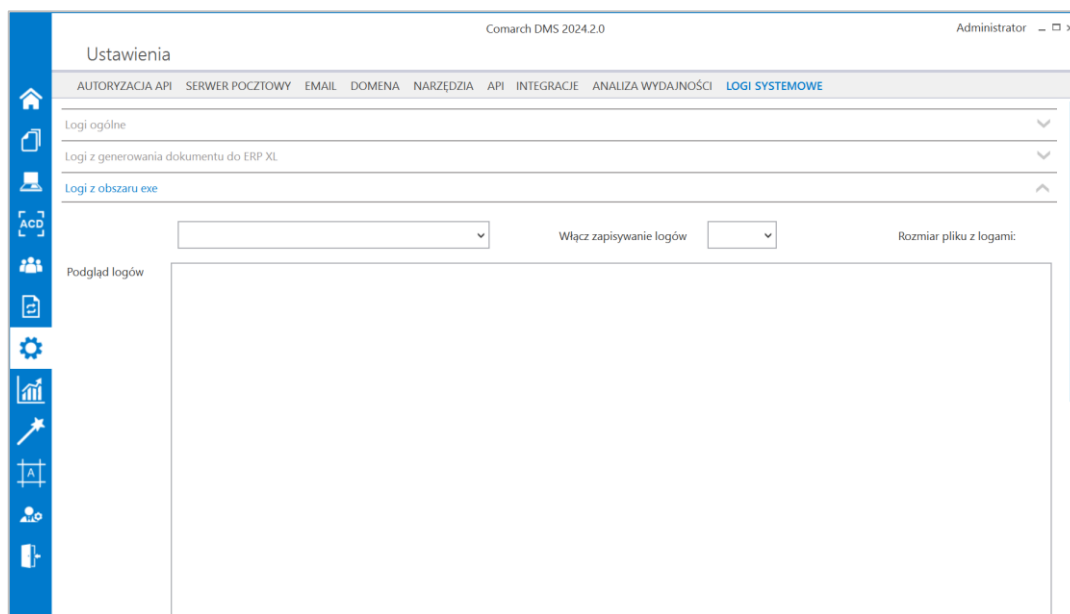 Comarch DMS 2024.2.0 Administrator
Ustawienia
AUTORYZACJA API SERWER POCZTOWY EMAIL DOMENA NARZĘDZIA API INTEGRACJE ANALIZA WYDAJNOŚCI LOGI SYSTEMOWE
Logi ogólne
Logi z generowania dokumentu do ERP XL
Logi z obszaru exe
ACD
Włącz zapisywanie logów Rozmiar pliku z logami:
Podgląd logów
A